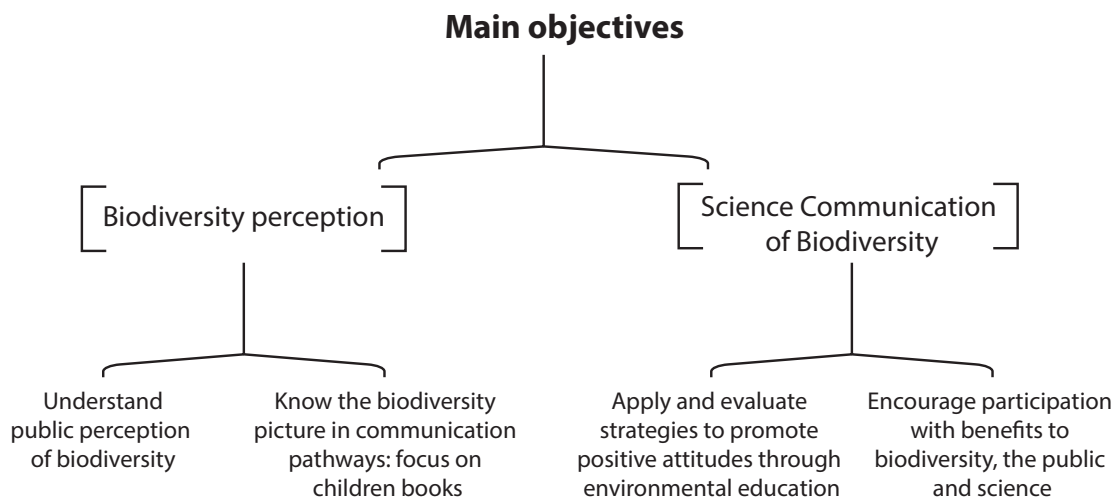 Main objectives
Biodiversity perception
Science Communication
of Biodiversity
Understand
public perception
of biodiversity
Know the biodiversity
picture in communication
pathways: focus on
children books
Apply and evaluate
strategies to promote
positive attitudes through
environmental education
Encourage participation
with benefits to
biodiversity, the public
and science